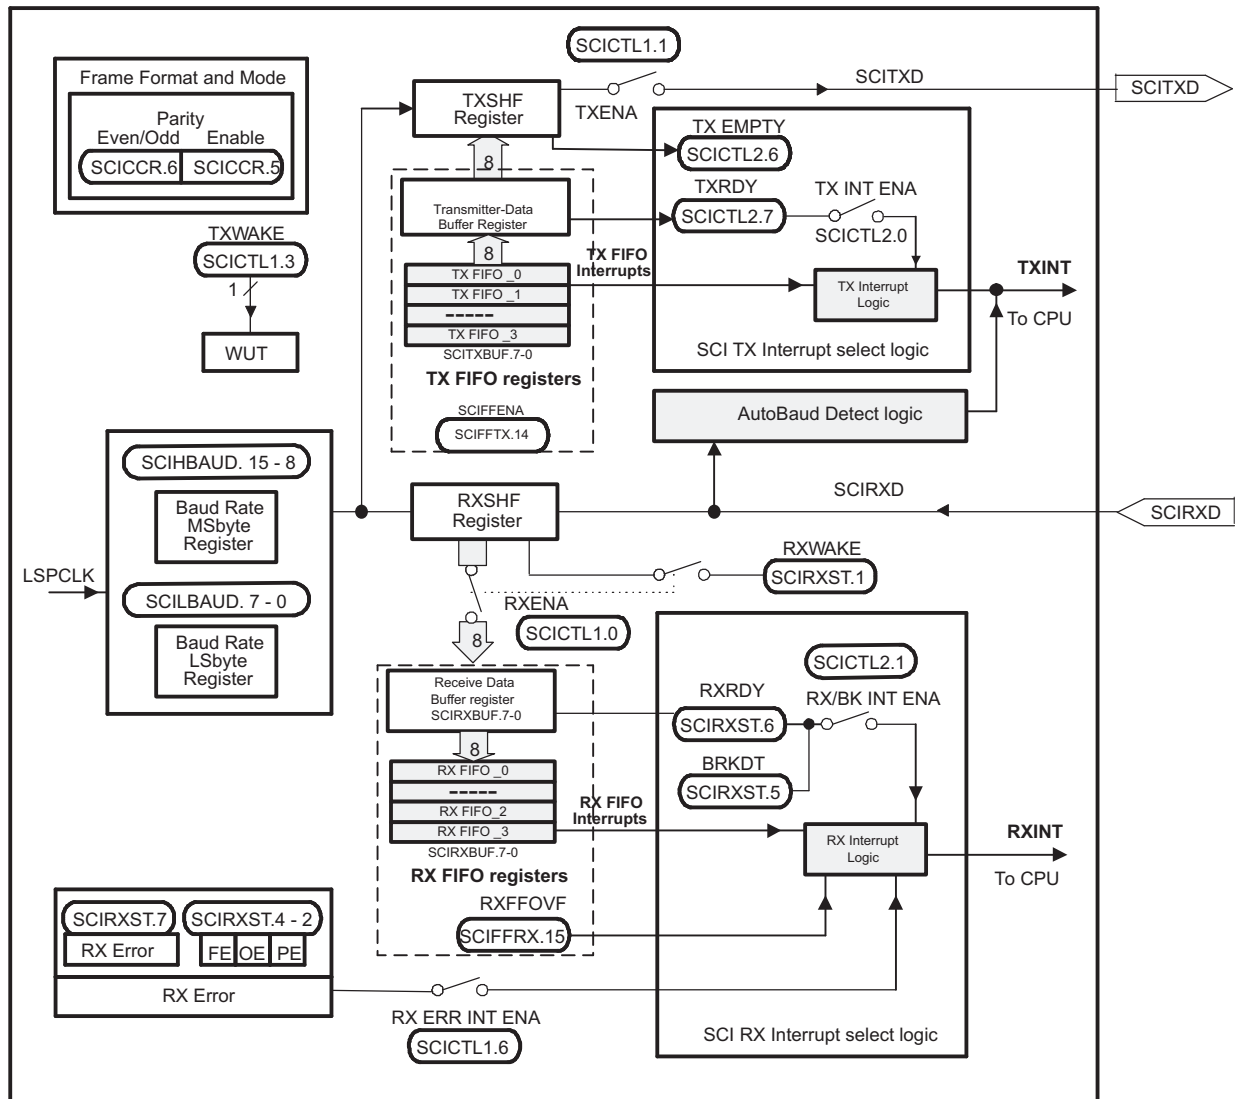 SCICTL1.1
Frame Format and Mode
Parity
Even/Odd Enable
SCICCR.6 SCICCR.5
TXSHF
Register
TXENA
SCITXD
SCITXD
TX EMPTY
SCICTL2.6
8
Transmitter-Data
Buffer Register
TXRDY
SCICTL2.7
TX INT ENA
SCICTL2.0
TXWAKE
SCICTL1.3
1
WUT
8
TX FIFO
Interrupts
TX FIFO _0
TX FIFO _1
-----
TX FIFO _3
SCITXBUF.7-0
TX FIFO registers
SCIFFENA
SCIFFTX.14
TX Interrupt
Logic
TXINT
To CPU
SCI TX Interrupt select logic
AutoBaud Detect logic
SCIHBAUD. 15 - 8
Baud Rate
MSbyte
Register
LSPCLK
SCILBAUD. 7 - 0
Baud Rate
LSbyte
Register
RXSHF
Register
SCIRXD
SCIRXD
RXWAKE
SCIRXST.1
RXENA
SCICTL1.0
8
Receive Data
Buffer register
SCIRXBUF.7-0
8
RX FIFO _0
-----
RX FIFO_2
RX FIFO _3
SCIRXBUF.7-0
RX FIFO registers
RX FIFO
Interrupts
SCICTL2.1
RXRDY
RX/BK INT ENA
SCIRXST.6
BRKDT
SCIRXST.5
RX Interrupt
Logic
RXINT
To CPU
RXFFOVF
SCIFFRX.15
SCIRXST.7 SCIRXST.4 - 2
RX Error FE OE PE
RX Error
RX ERR INT ENA
SCICTL1.6
SCI RX Interrupt select logic